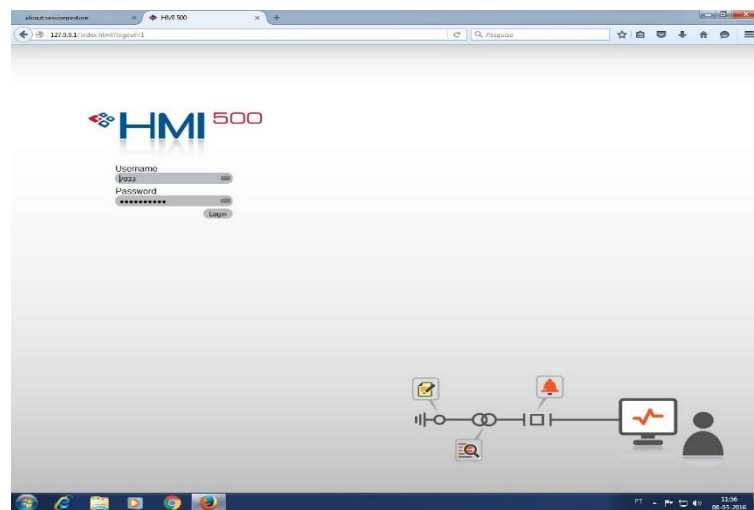 about:sessionrestore
HMI 500
127.0.0.1/index.html?logout=1
Pesquisa
HMI 500
Username
Password
Login
PT
11:56
08-03-2016